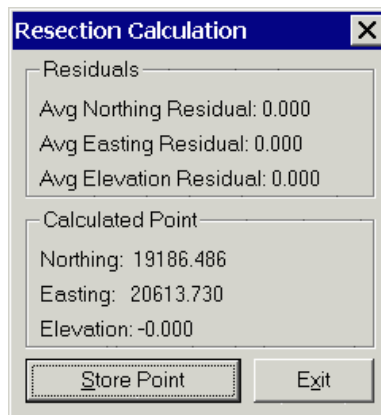 Resection Calculation
Residuals
Avg Northing Residual: 0.000
Avg Easting Residual: 0.000
Avg Elevation Residual: 0.000
Calculated Point
Northing: 19186.486
Easting: 20613.730
Elevation: -0.000
Store Point
Exit